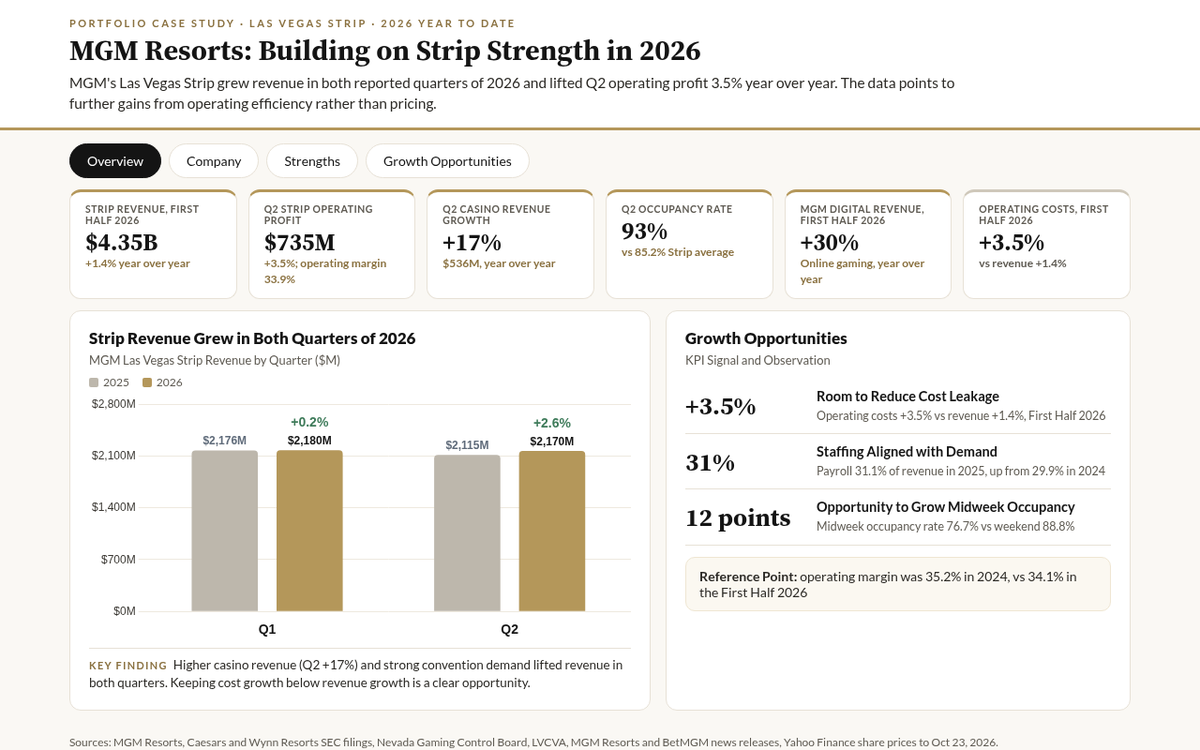 PORTFOLIO CASE STUDY · LAS VEGAS STRIP · 2026 YEAR TO DATE
MGM Resorts: Building on Strip Strength in 2026
MGM's Las Vegas Strip grew revenue in both reported quarters of 2026 and lifted Q2 operating profit 3.5% year over year. The data points to
further gains from operating efficiency rather than pricing.
Overview
Company
Strengths
Growth Opportunities
STRIP REVENUE, FIRST
HALF 2026
$4.35B
+1.4% year over year
Q2 STRIP OPERATING
PROFIT
$735M
+3.5%; operating margin
33.9%
Q2 CASINO REVENUE
GROWTH
+17%
$536M, year over year
Q2 OCCUPANCY RATE
93%
vs 85.2% Strip average
MGM DIGITAL REVENUE,
FIRST HALF 2026
+30%
Online gaming, year over
year
OPERATING COSTS, FIRST
HALF 2026
+3.5%
vs revenue +1.4%
Strip Revenue Grew in Both Quarters of 2026
MGM Las Vegas Strip Revenue by Quarter ($M)
2025
2026
$2,800M
$2,100M
$1,400M
$700M
$0M
$2,176M
+0.2%
$2,180M
$2,115M
+2.6%
$2,170M
Q1
Q2
KEY FINDING Higher casino revenue (Q2 +17%) and strong convention demand lifted revenue in
both quarters. Keeping cost growth below revenue growth is a clear opportunity.
Growth Opportunities
KPI Signal and Observation
+3.5%
Room to Reduce Cost Leakage
Operating costs +3.5% vs revenue +1.4%, First Half 2026
31%
Staffing Aligned with Demand
Payroll 31.1% of revenue in 2025, up from 29.9% in 2024
12 points
Opportunity to Grow Midweek Occupancy
Midweek occupancy rate 76.7% vs weekend 88.8%
Reference Point: operating margin was 35.2% in 2024, vs 34.1% in
the First Half 2026
Sources: MGM Resorts, Caesars and Wynn Resorts SEC filings, Nevada Gaming Control Board, LVCVA, MGM Resorts and BetMGM news releases, Yahoo Finance share prices to Oct 23, 2026.